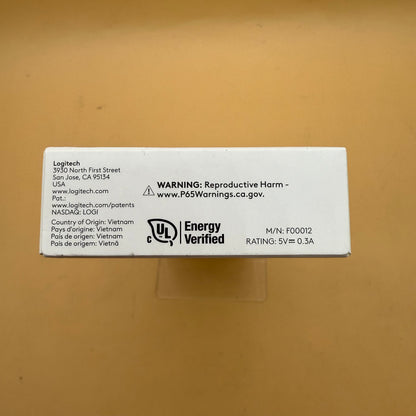 Logitech
3930 North First Street
San Jose, CA 95134
USA
www.logitech.com
Pat.:
www.logitech.com/patents
NASDAQ: LOGI
Country of Origin: Vietnam
Pays d'origine: Vietnam
País de origen: Vietnam
País de origem: Vietnã
WARNING: Reproductive Harm -
www.P65Warnings.ca.gov.
C UL
Energy
Verified
M/N: F00012
RATING: 5V⎓ 0.3A